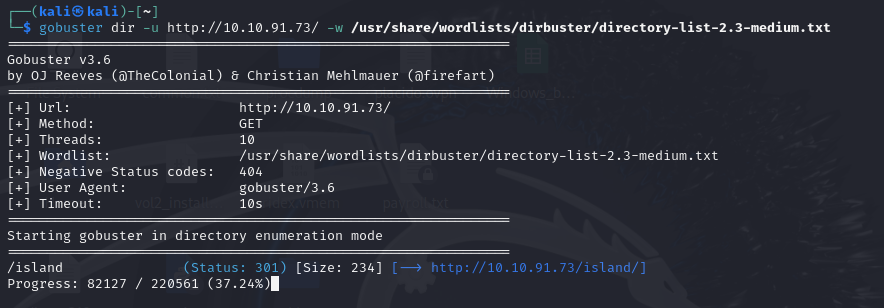 ┌──(kali㉿kali)-[~]
└─$ gobuster dir -u http://10.10.91.73/ -w /usr/share/wordlists/dirbuster/directory-list-2.3-medium.txt
===============================================================
Gobuster v3.6
by OJ Reeves (@TheColonial) & Christian Mehlmauer (@firefart)
===============================================================
[+] Url:                     http://10.10.91.73/
[+] Method:                  GET
[+] Threads:                 10
[+] Wordlist:                /usr/share/wordlists/dirbuster/directory-list-2.3-medium.txt
[+] Negative Status codes:   404
[+] User Agent:              gobuster/3.6
[+] Timeout:                 10s
===============================================================
Starting gobuster in directory enumeration mode
===============================================================
/island               (Status: 301) [Size: 234] [--> http://10.10.91.73/island/]
Progress: 82127 / 220561 (37.24%)